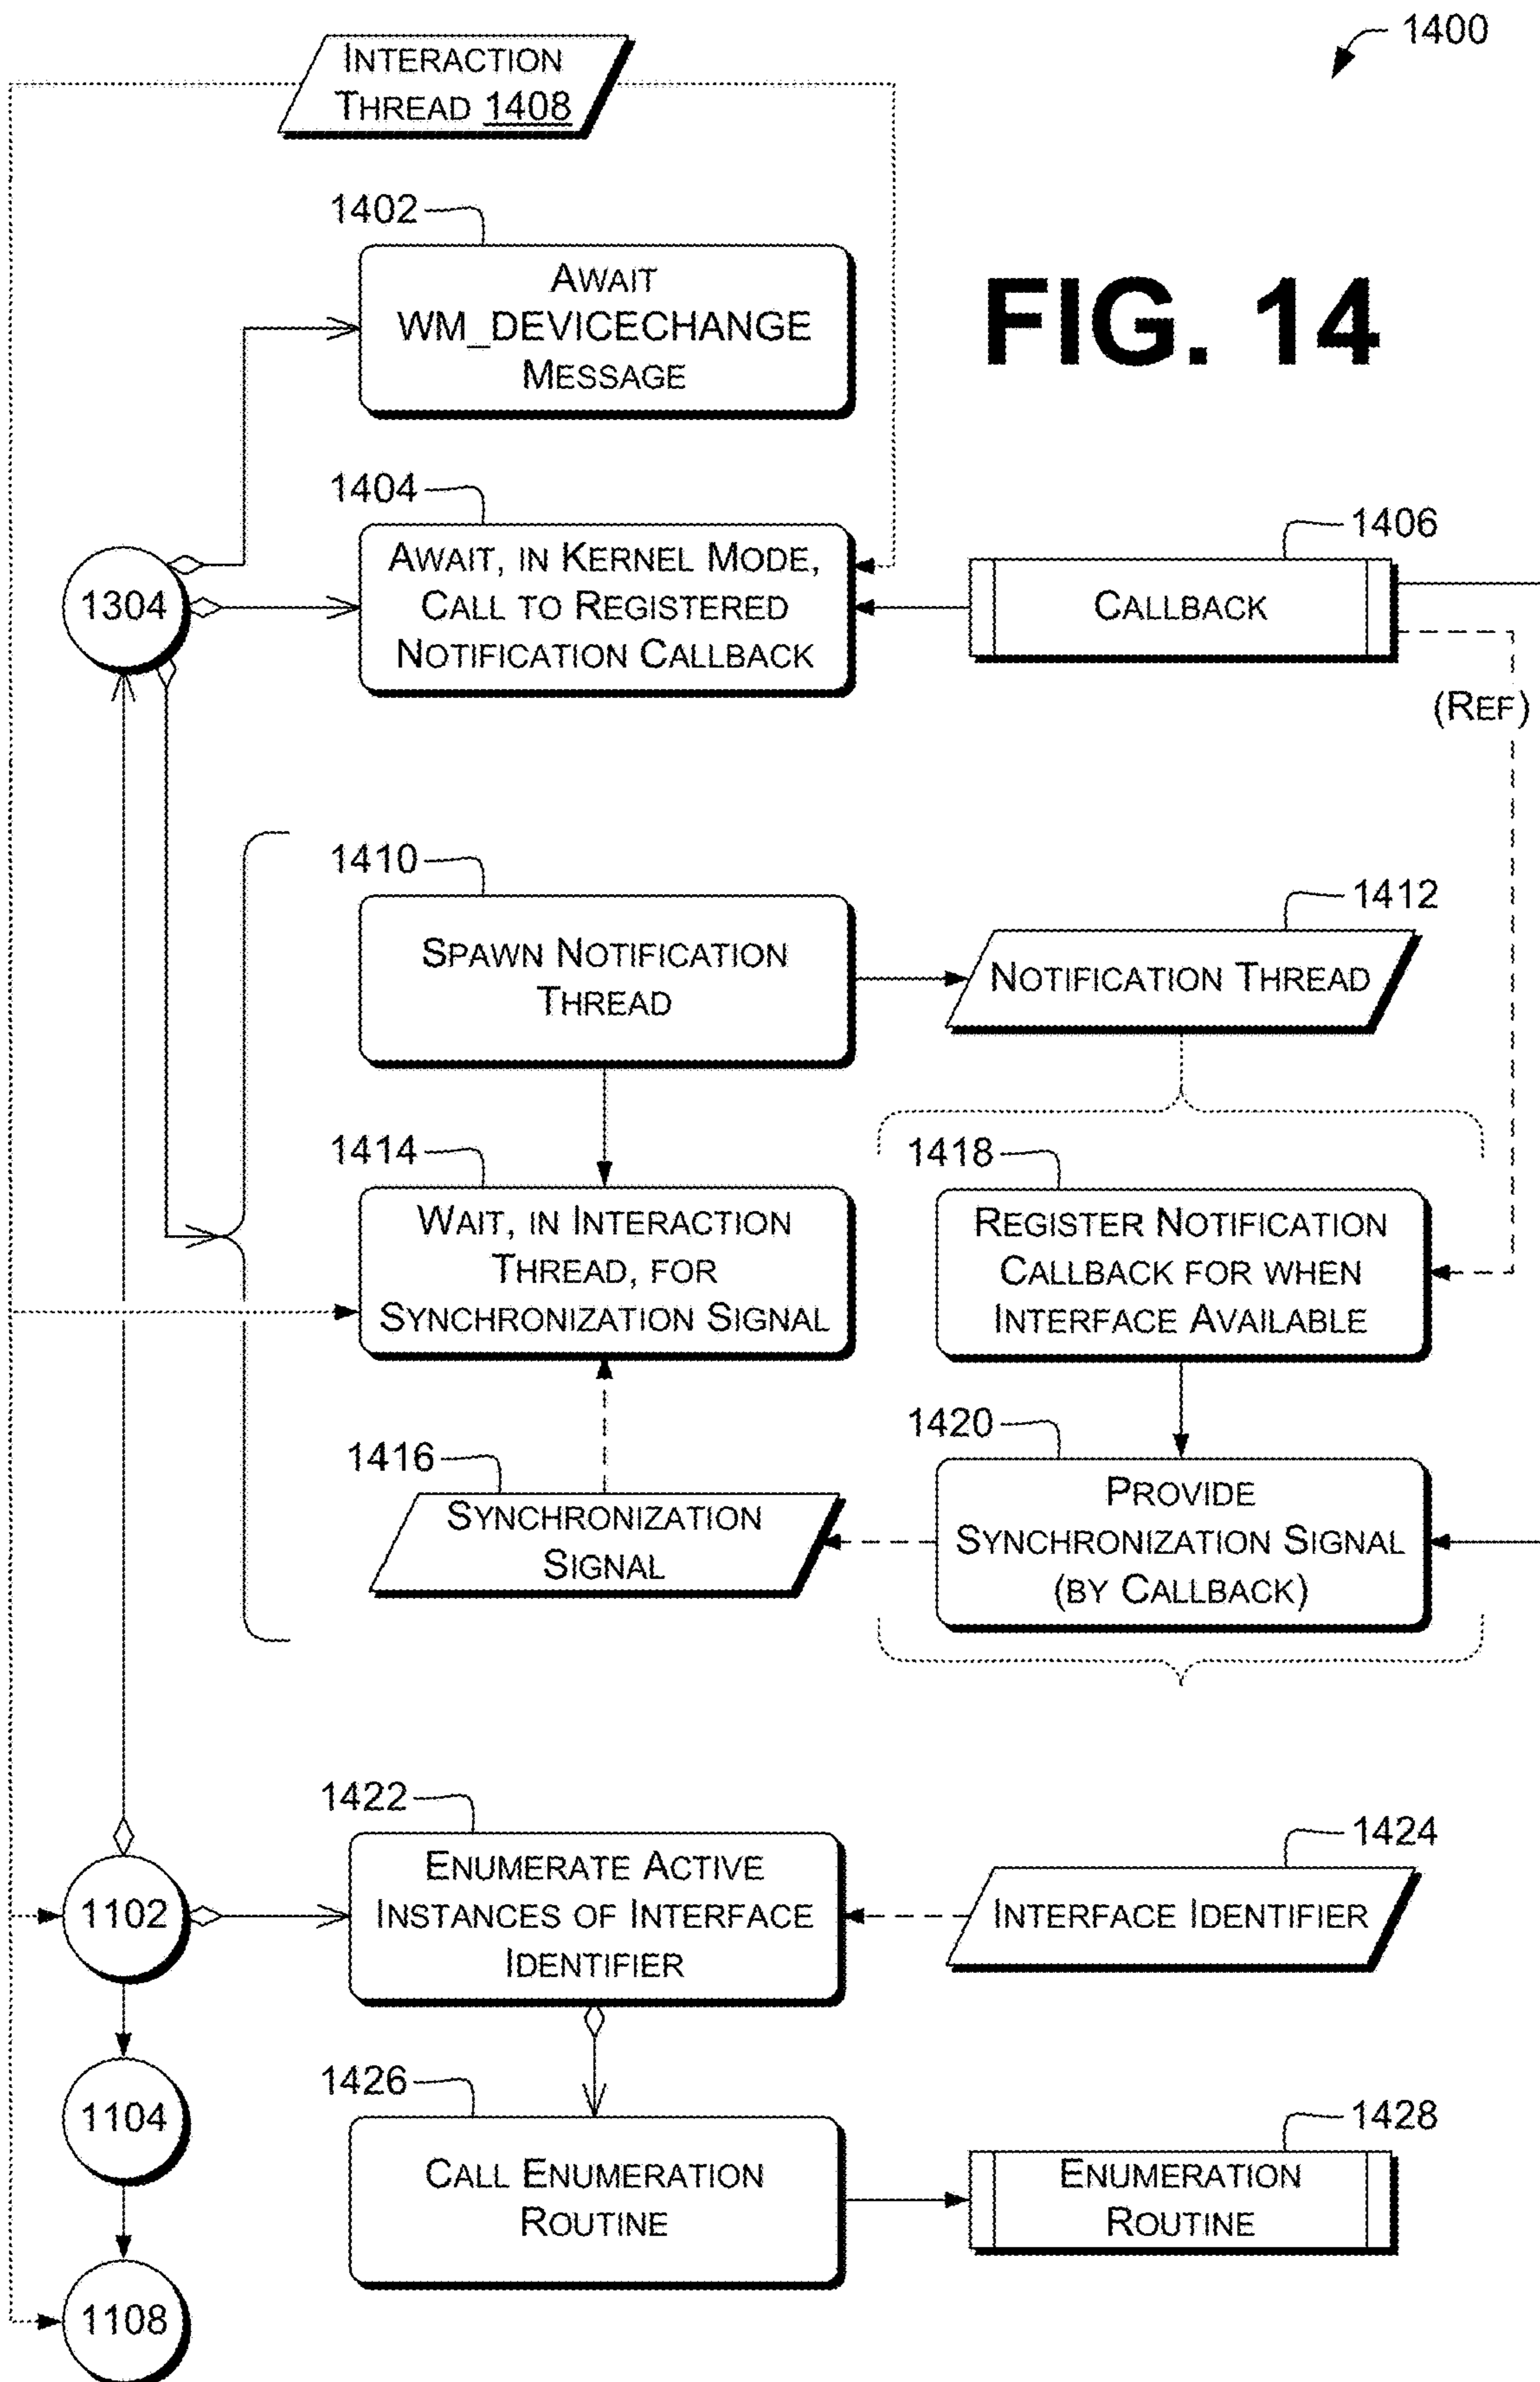 1400
INTERACTION
THREAD 1408
1402
AWAIT
WM_DEVICECHANGE
MESSAGE
FIG. 14
1404
AWAIT, IN KERNEL MODE,
CALL TO REGISTERED
NOTIFICATION CALLBACK
1406
CALLBACK
1304
(REF)
1410
SPAWN NOTIFICATION
THREAD
1412
NOTIFICATION THREAD
1414
WAIT, IN INTERACTION
THREAD, FOR
SYNCHRONIZATION SIGNAL
1418
REGISTER NOTIFICATION
CALLBACK FOR WHEN
INTERFACE AVAILABLE
1416
SYNCHRONIZATION
SIGNAL
1420
PROVIDE
SYNCHRONIZATION SIGNAL
(BY CALLBACK)
1422
ENUMERATE ACTIVE
INSTANCES OF INTERFACE
IDENTIFIER
1424
INTERFACE IDENTIFIER
1102
1104
1426
CALL ENUMERATION
ROUTINE
1428
ENUMERATION
ROUTINE
1108